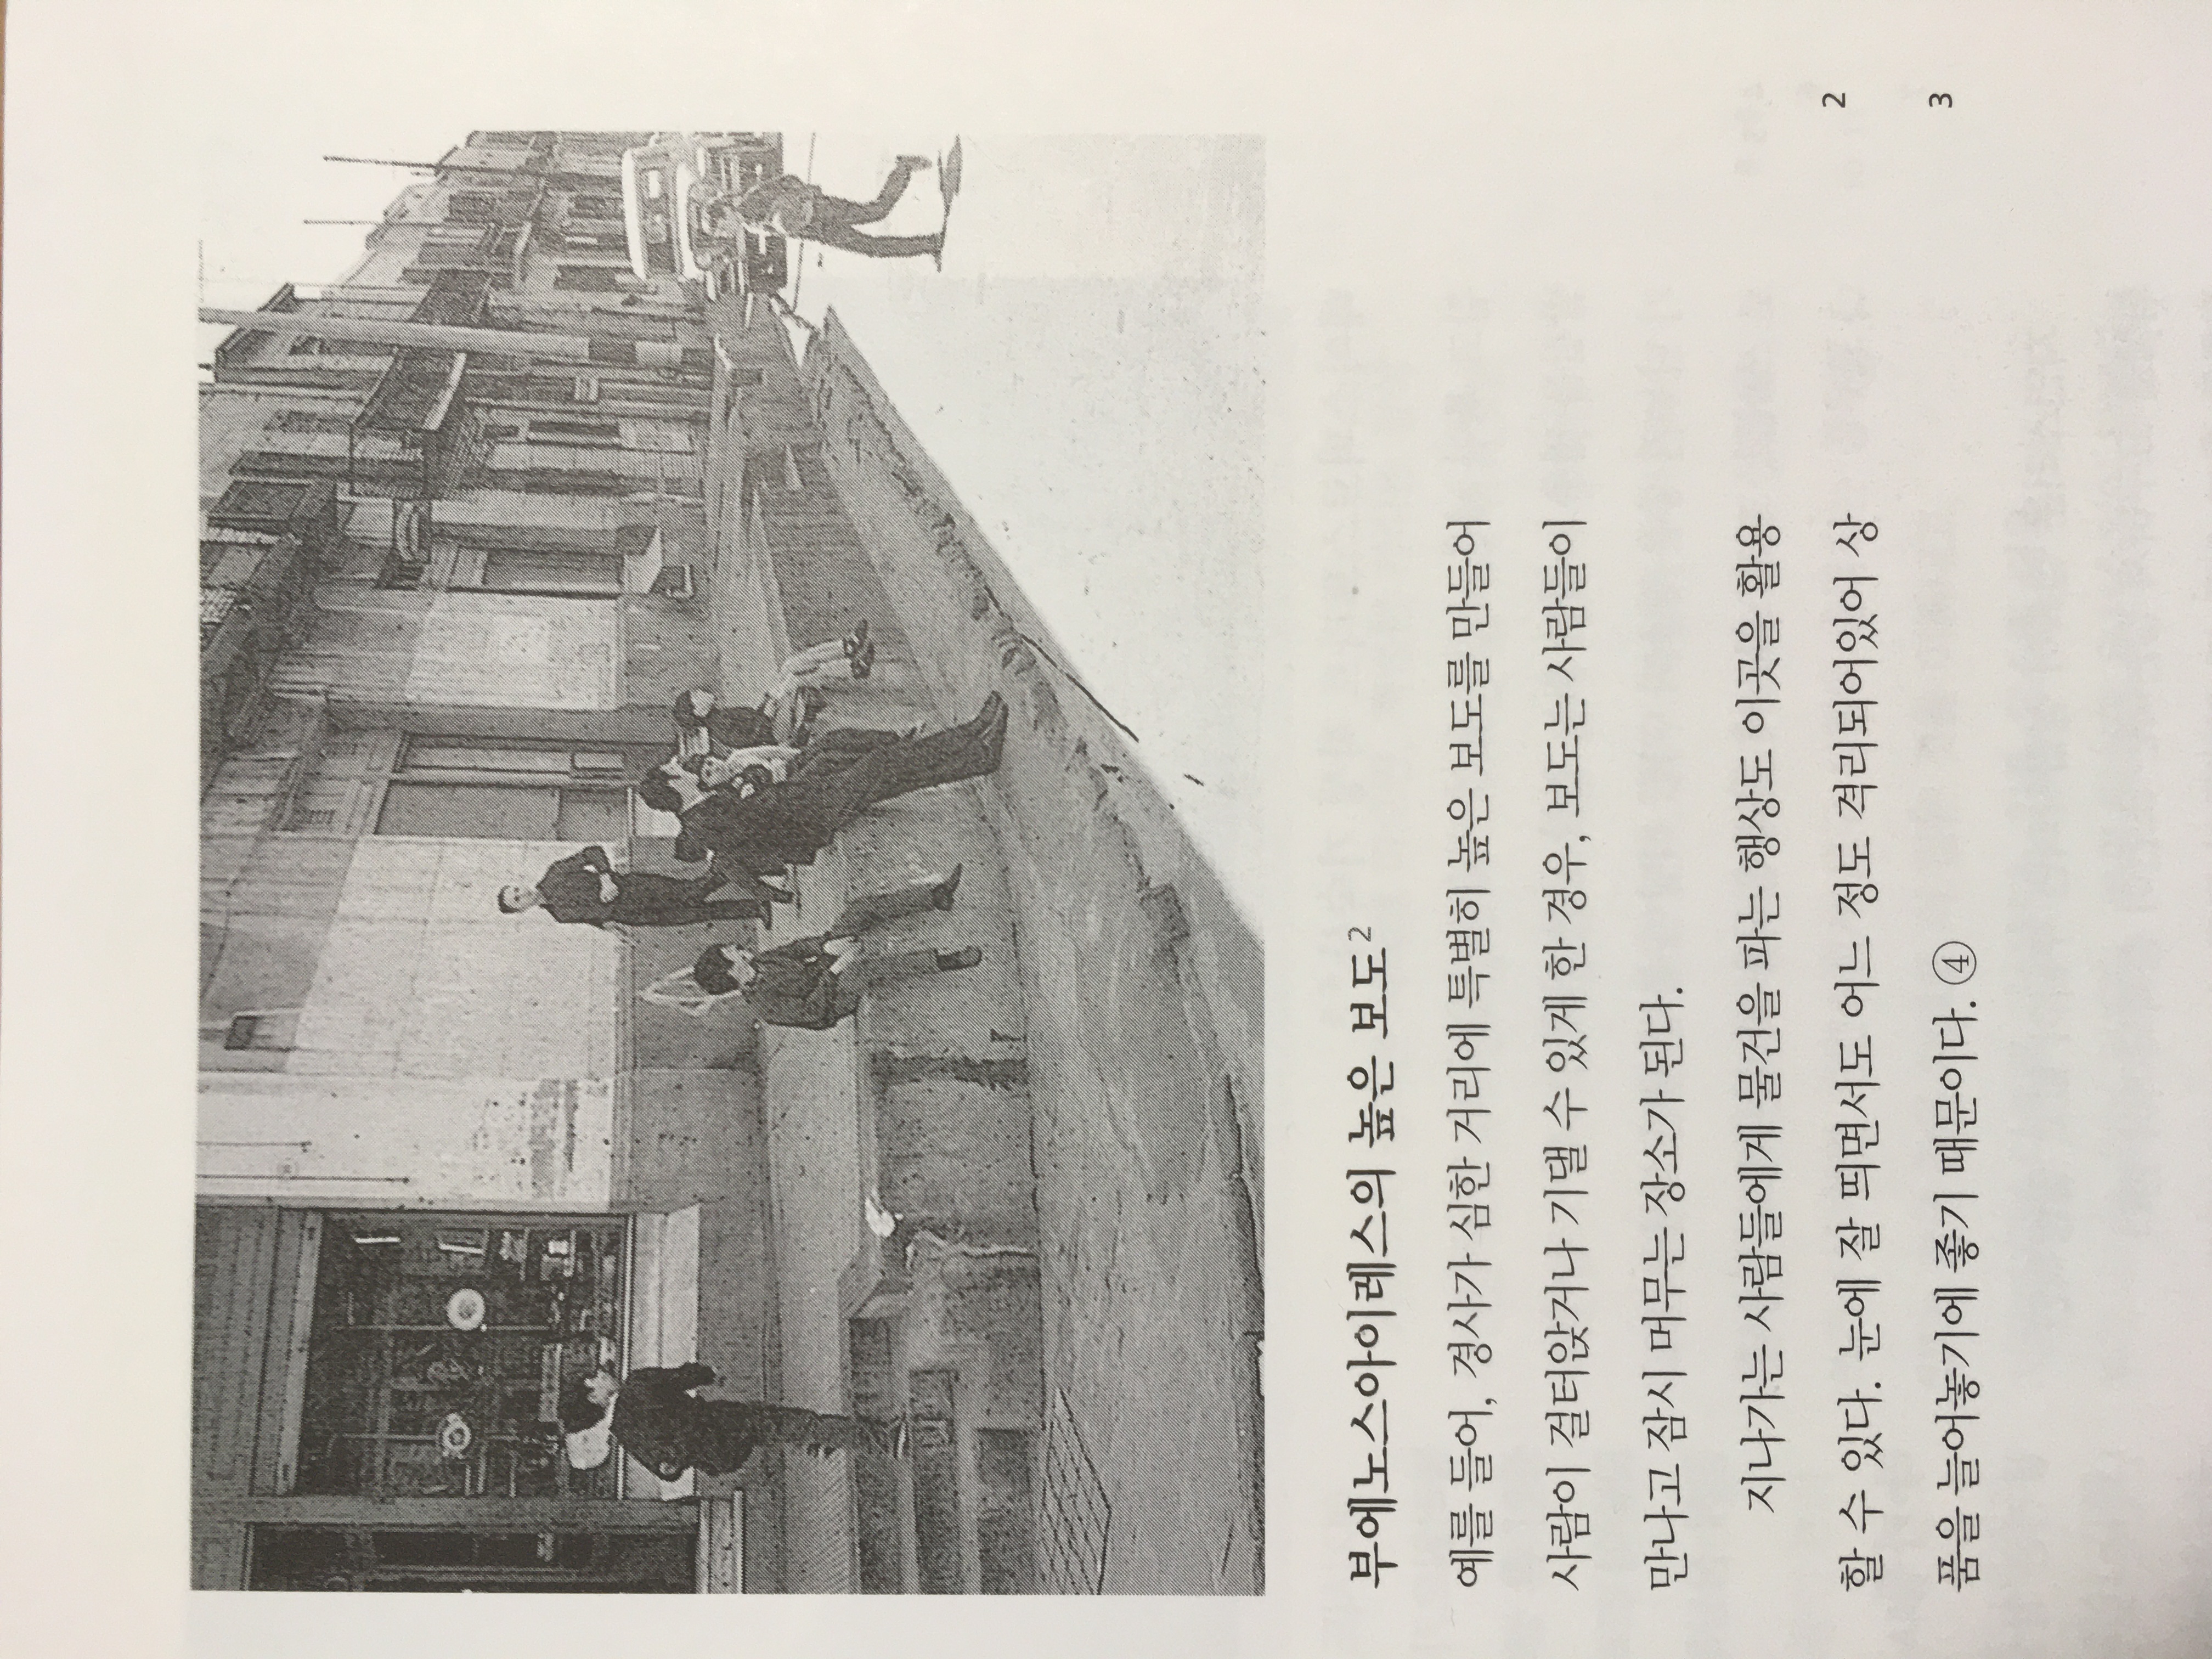 부에노스아이레스의 높은 보도2
예를 들어, 경사가 심한 거리에 특별히 높은 보도를 만들어
사람이 걸터앉거나 기댈 수 있게 한 경우, 보도는 사람들이
만나고 잠시 머무는 장소가 된다.
지나가는 사람들에게 물건을 파는 행상도 이곳을 활용
할 수 있다. 눈에 잘 띄면서도 어느 정도 격리되어있어 상
품을 늘어놓기에 좋기 때문이다. ④
2
3